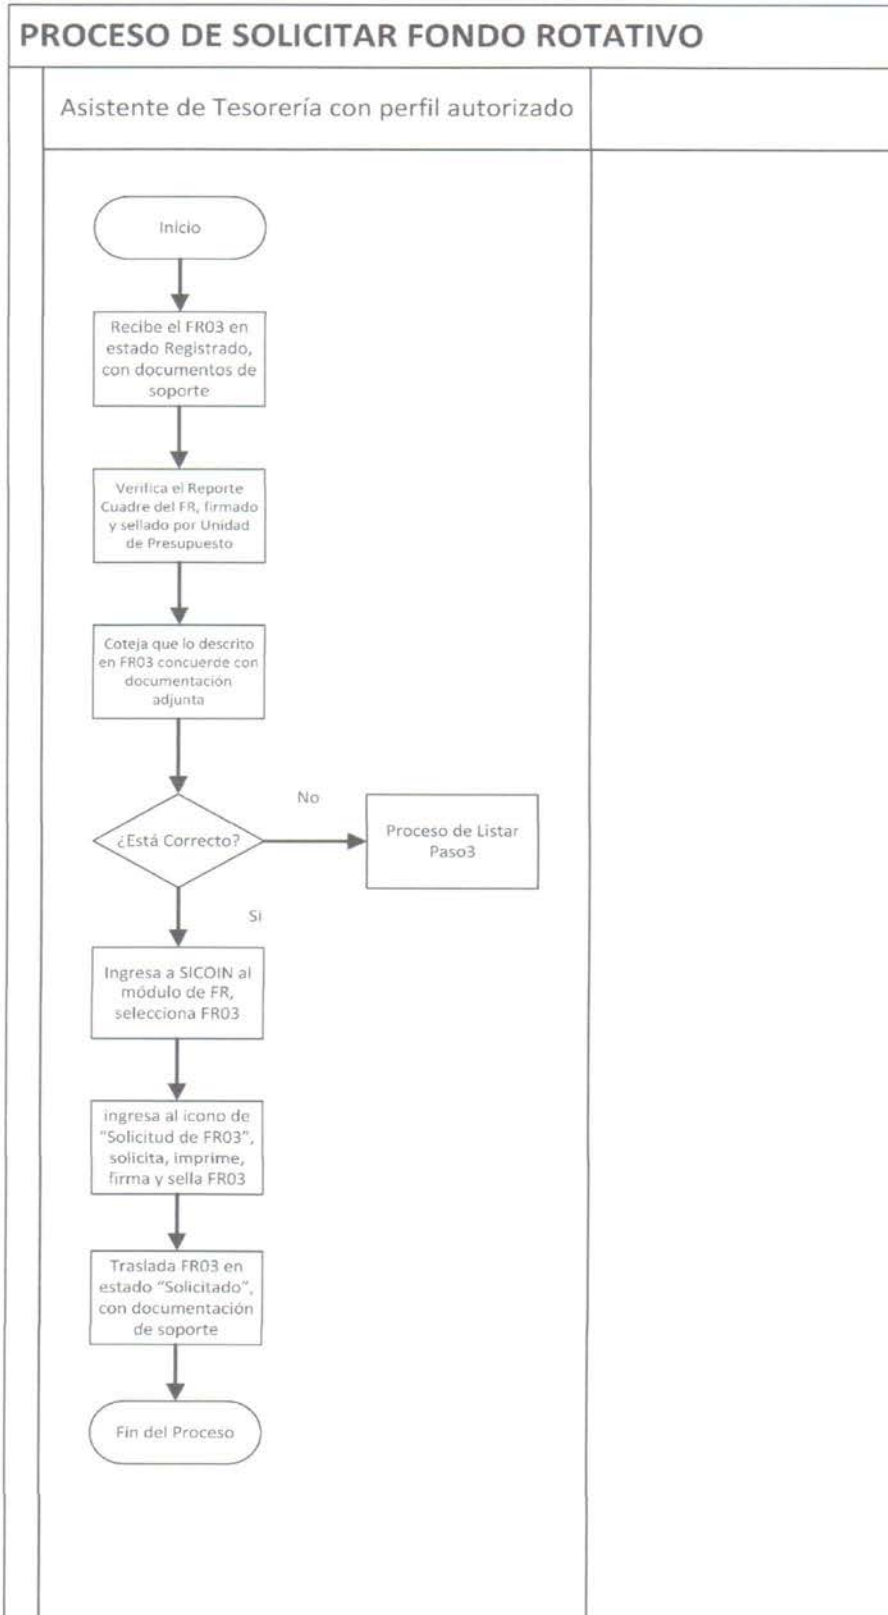 PROCESO DE SOLICITAR FONDO ROTATIVO
Asistente de Tesorería con perfil autorizado
Inicio
Recibe el FR03 en
estado Registrado,
con documentos de
soporte
Verifica el Reporte
Cuadre del FR, firmado
y sellado por Unidad
de Presupuesto
Coteja que lo descrito
en FR03 concuerde con
documentación
adjunta
¿Está Correcto?
No
Proceso de Listar
Paso3
Si
Ingresa a SICOIN al
módulo de FR,
selecciona FR03
ingresa al icono de
"Solicitud de FR03",
solicita, imprime,
firma y sella FR03
Traslada FR03 en
estado "Solicitado",
con documentación
de soporte
Fin del Proceso